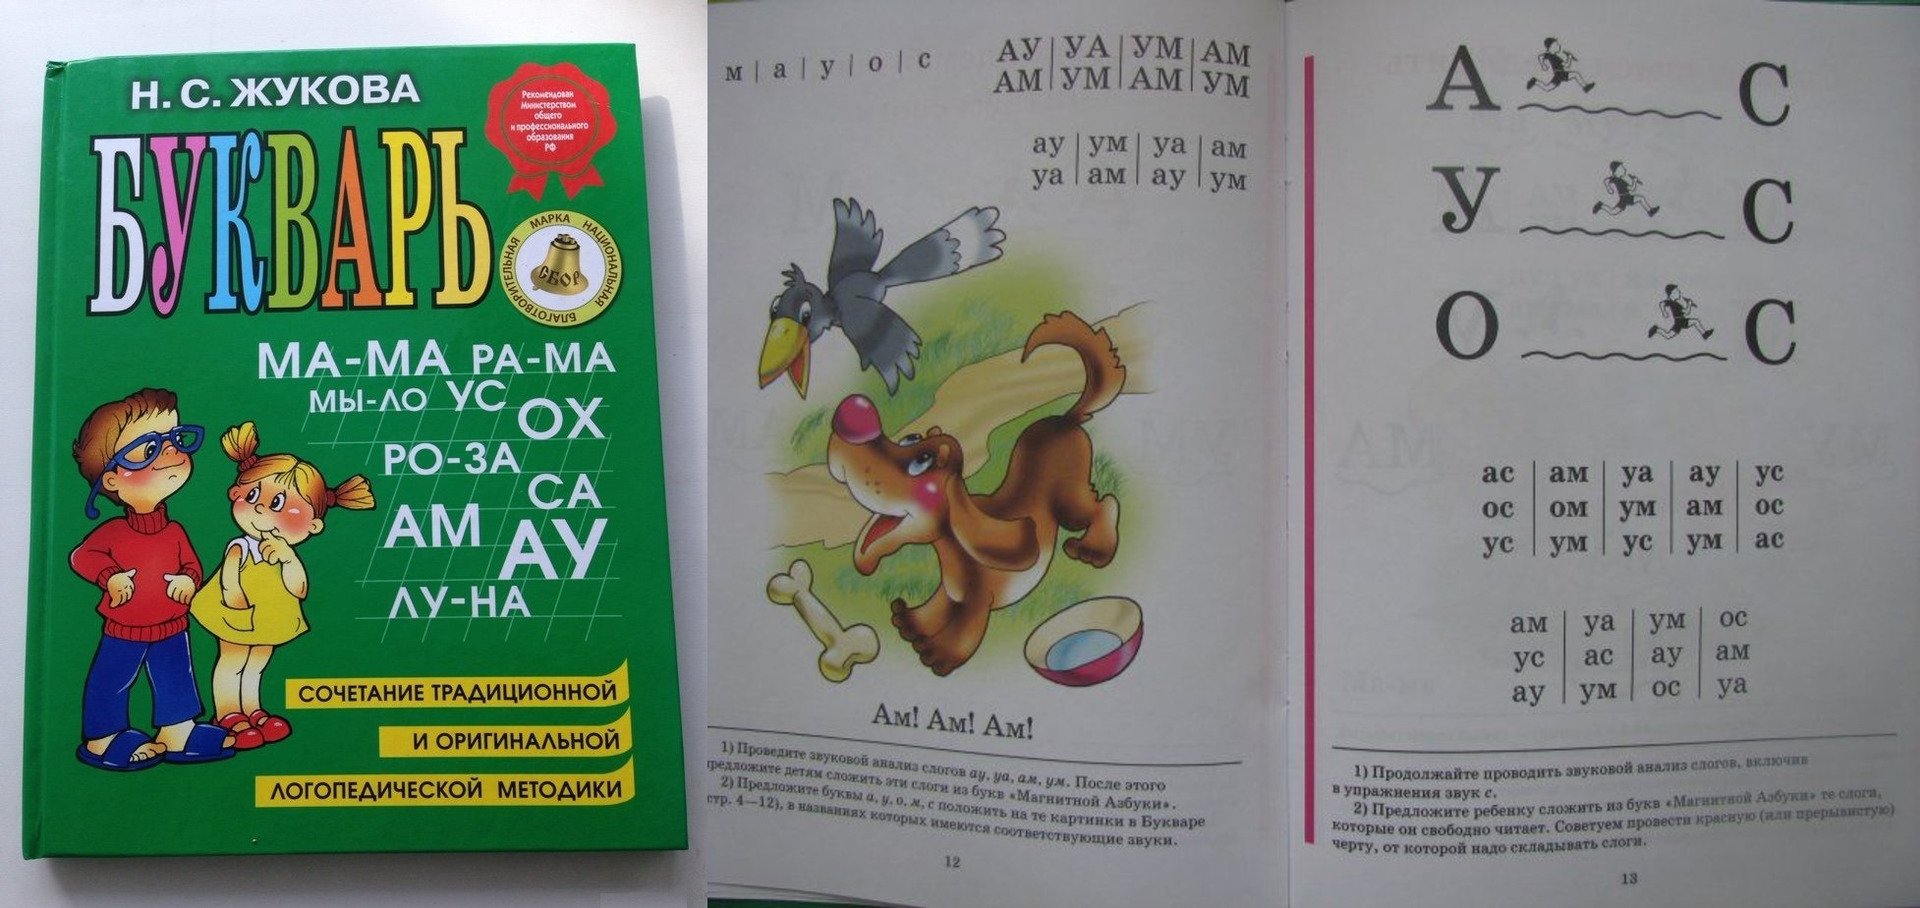 Н. С. ЖУКОВА
БУКВАРЬ
Рекомендован
Министерством
общего
и профессионального
образования
РФ
БЛАГОТВОРИТЕЛЬНАЯ МАРКА НАЦИОНАЛЬНАЯ
СБОР
МА-МА РА-МА
МЫ-ЛО УС
ОХ
РО-ЗА
СА
АМ
АУ
ЛУ-НА
СОЧЕТАНИЕ ТРАДИЦИОННОЙ
И ОРИГИНАЛЬНОЙ
ЛОГОПЕДИЧЕСКОЙ МЕТОДИКИ
м | а | у | о | с
АУ | УА | УМ | АМ
АМ | УМ | АМ | УМ
ау | ум | уа | ам
уа | ам | ау | ум
Ам! Ам! Ам!
1) Проведите звуковой анализ слогов ау, уа, ам, ум. После этого
предложите детям сложить эти слоги из букв «Магнитной Азбуки».
2) Предложите буквы а, у, о, м, с положить на те картинки в Букваре
стр. 4—12), в названиях которых имеются соответствующие звуки.
12
А С
У С
О С
ас | ам | уа | ау | ус
ос | ом | ум | ам | ос
ус | ум | ус | ум | ас
ам | уа | ум | ос
ус | ас | ау | ам
ау | ум | ос | уа
1) Продолжайте проводить звуковой анализ слогов, включив
в упражнения звук с.
2) Предложите ребенку сложить из букв «Магнитной Азбуки» те слоги,
которые он свободно читает. Советуем провести красную (или прерывистую)
черту, от которой надо складывать слоги.
13